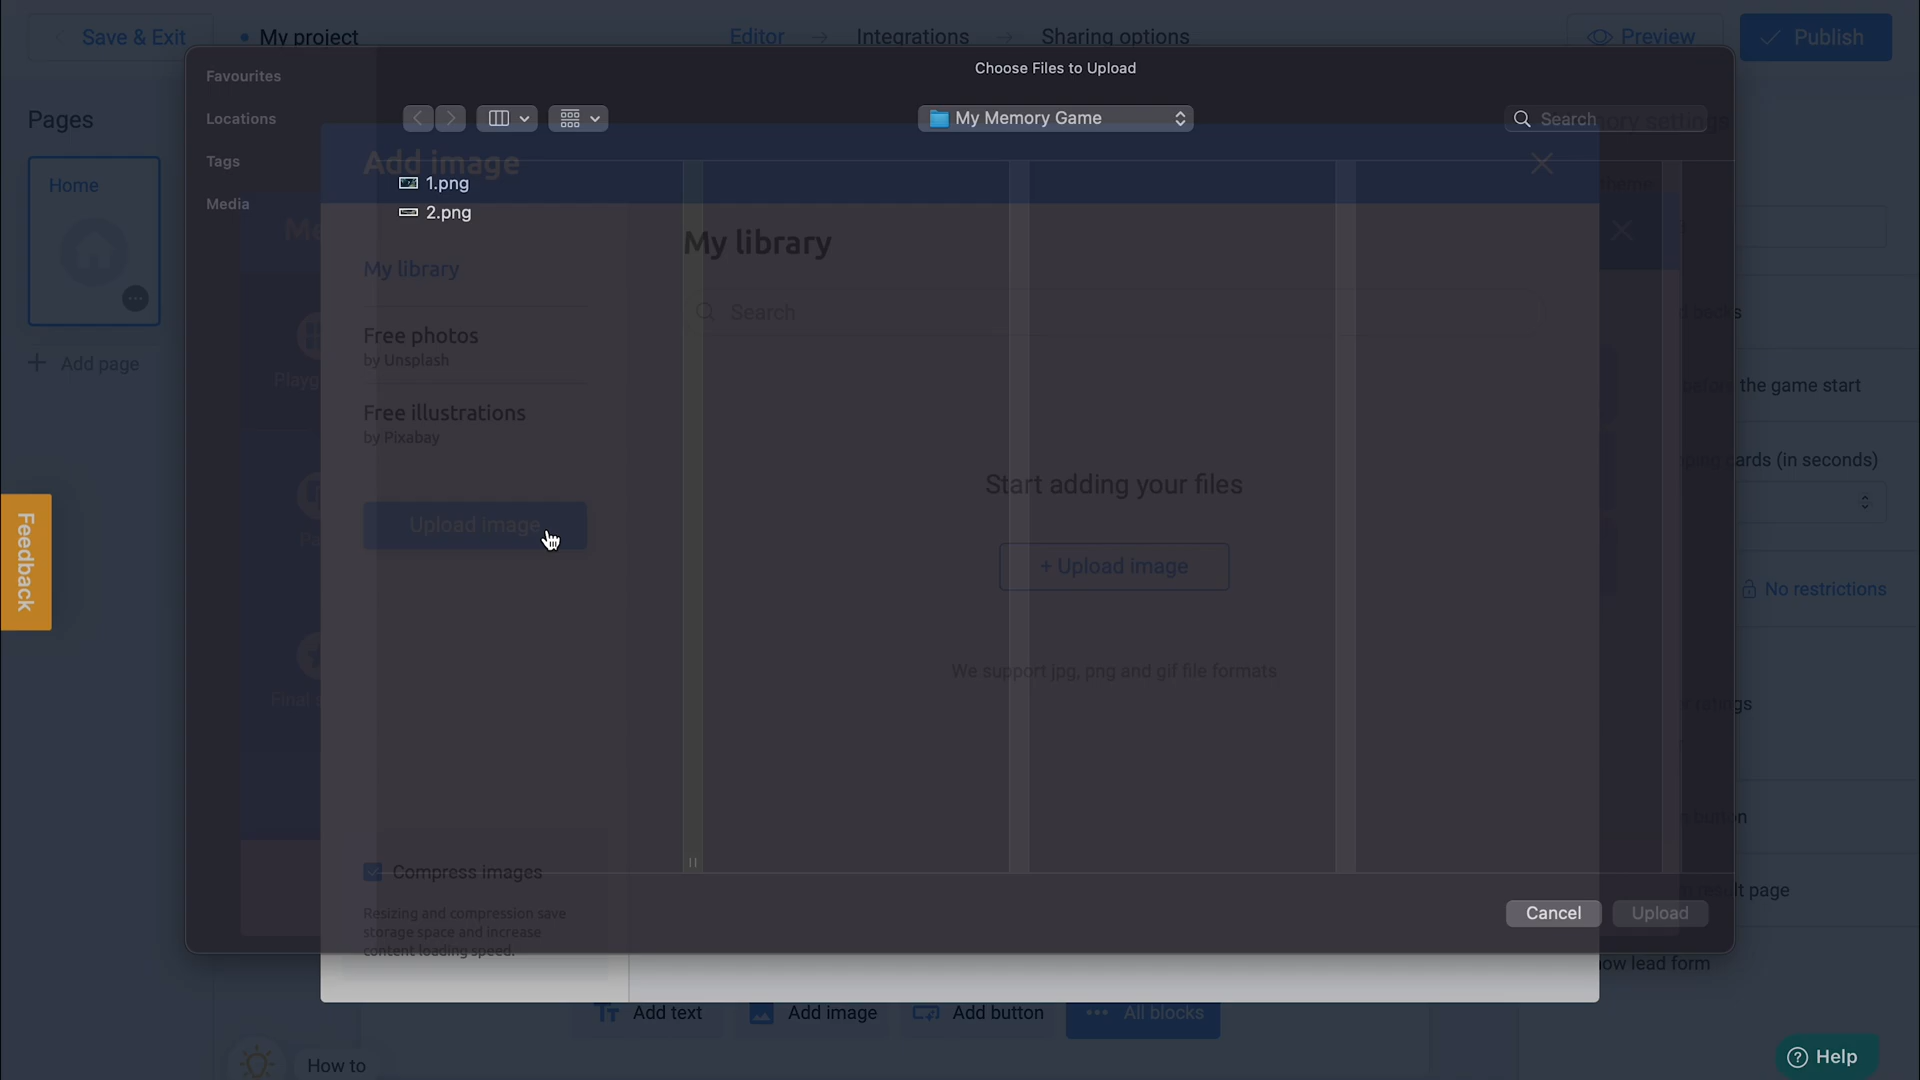 Save & Exit
My project
Editor
Integrations
Sharing options
Preview
Publish
Pages
Home
Add page
Feedback
Choose Files to Upload
Favourites
Locations
Tags
Media
My Memory Game
Search
1.png
2.png
Add image
My library
Free photos
by Unsplash
Free illustrations
by Pixabay
Upload image
Compress images
Resizing and compression save
storage space and increase
content loading speed.
My library
Search
Start adding your files
+ Upload image
We support jpg, png and gif file formats
Cancel
Upload
the game start
(in seconds)
No restrictions
ratings
result page
lead form
Add text
Add image
Add button
All blocks
How to
Help